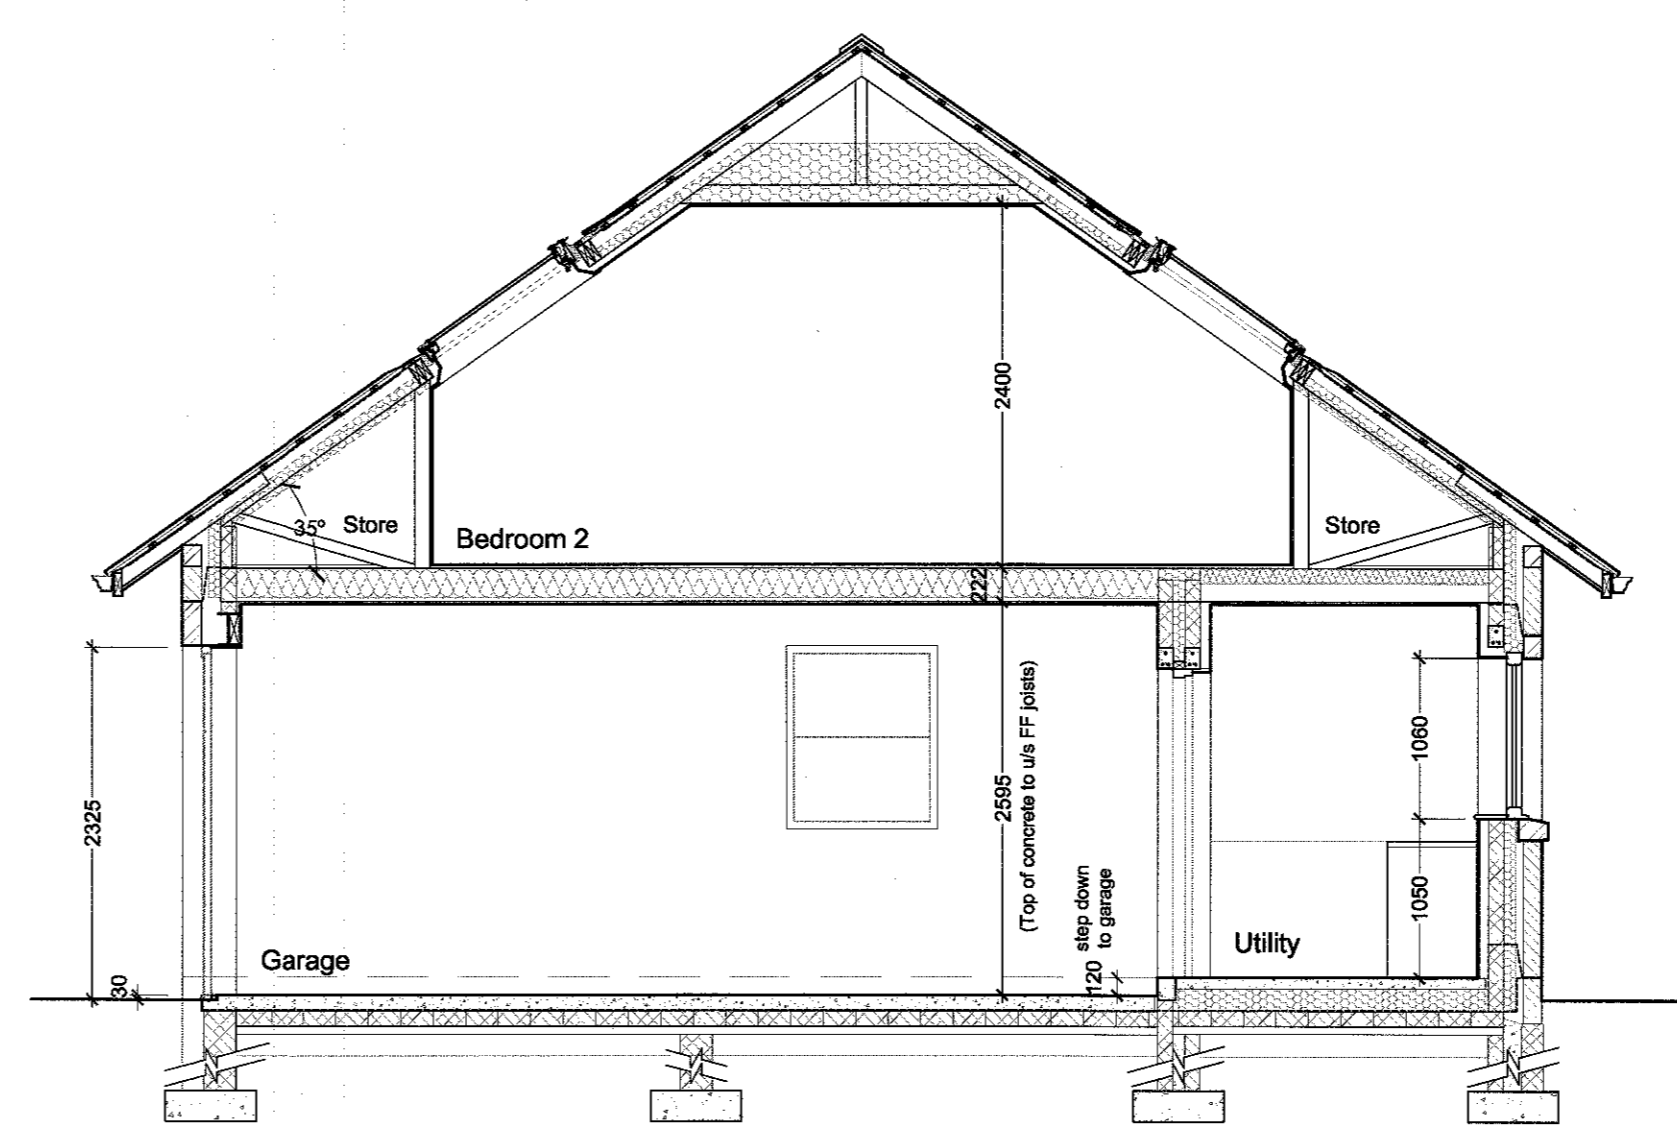 2400
35º
Store
Bedroom 2
Store
222
2325
2595
(Top of concrete to u/s FF joists)
1060
1050
step down
to garage
120
Garage
Utility
30